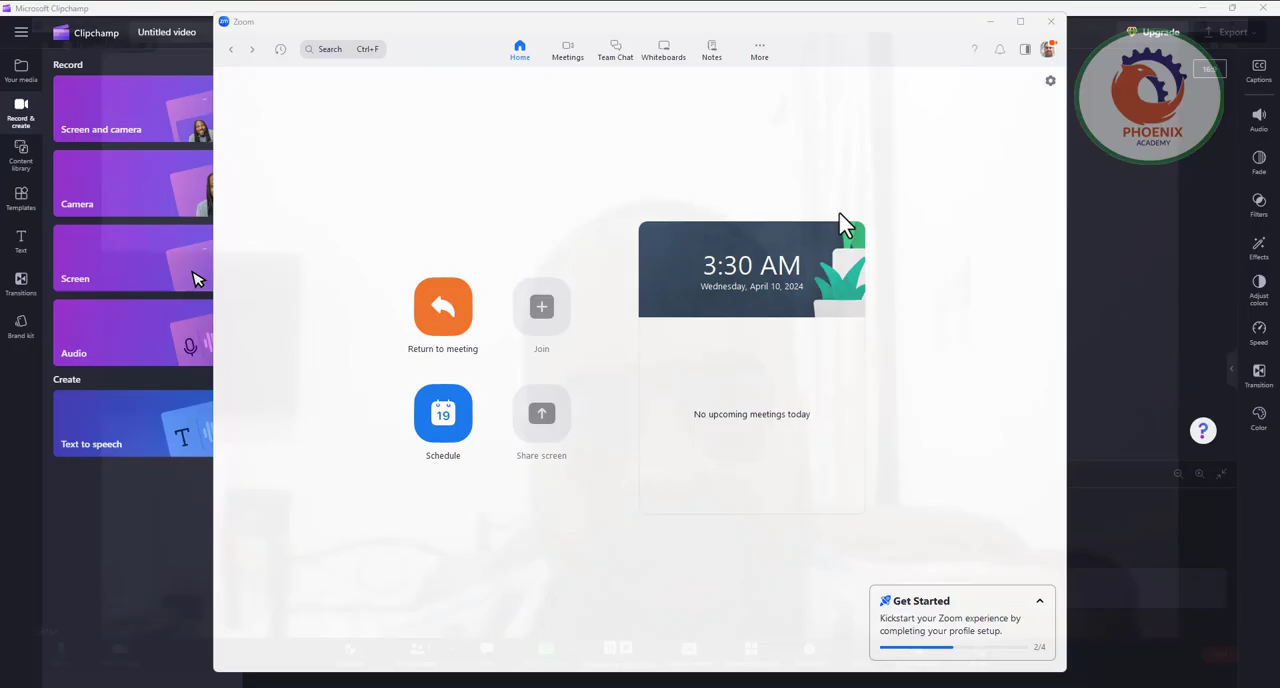 Microsoft Clipchamp
Clipchamp
Untitled video
Upgrade
Export
Your media
Record & create
Content library
Templates
Text
Transitions
Brand kit
Record
Screen and camera
Camera
Screen
Audio
Create
Text to speech
T
Zoom
Search Ctrl+F
Home
Meetings
Team Chat
Whiteboards
Notes
More
3:30 AM
Wednesday, April 10, 2024
Return to meeting
Join
19
Schedule
Share screen
No upcoming meetings today
Get Started
Kickstart your Zoom experience by
completing your profile setup.
2/4
PHOENIX
ACADEMY
CC
Captions
Audio
Fade
Filters
Effects
Adjust colors
Speed
Transition
Color
?